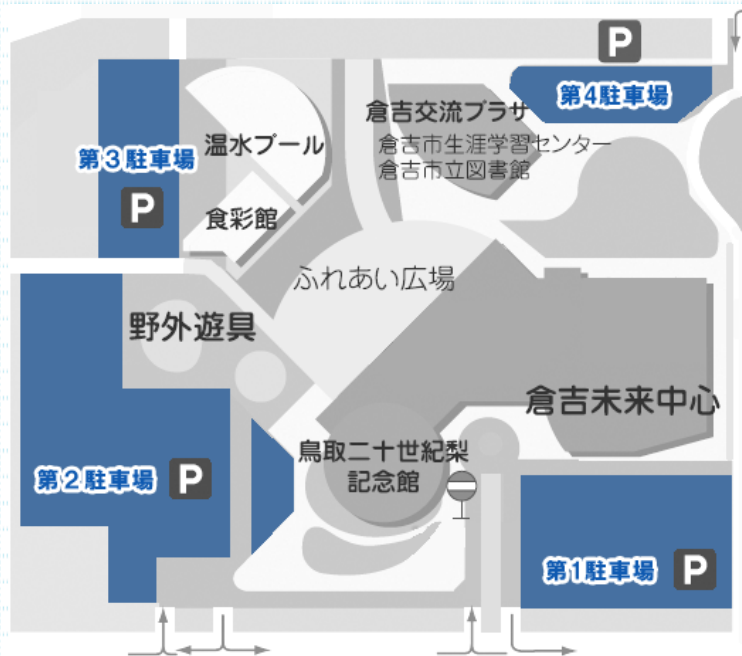 P
第4駐車場
倉吉交流プラザ
倉吉市生涯学習センター
倉吉市立図書館
温水プール
第3駐車場
P
食彩館
ふれあい広場
野外遊具
倉吉未来中心
鳥取二十世紀梨
記念館
第2駐車場
P
第1駐車場
P